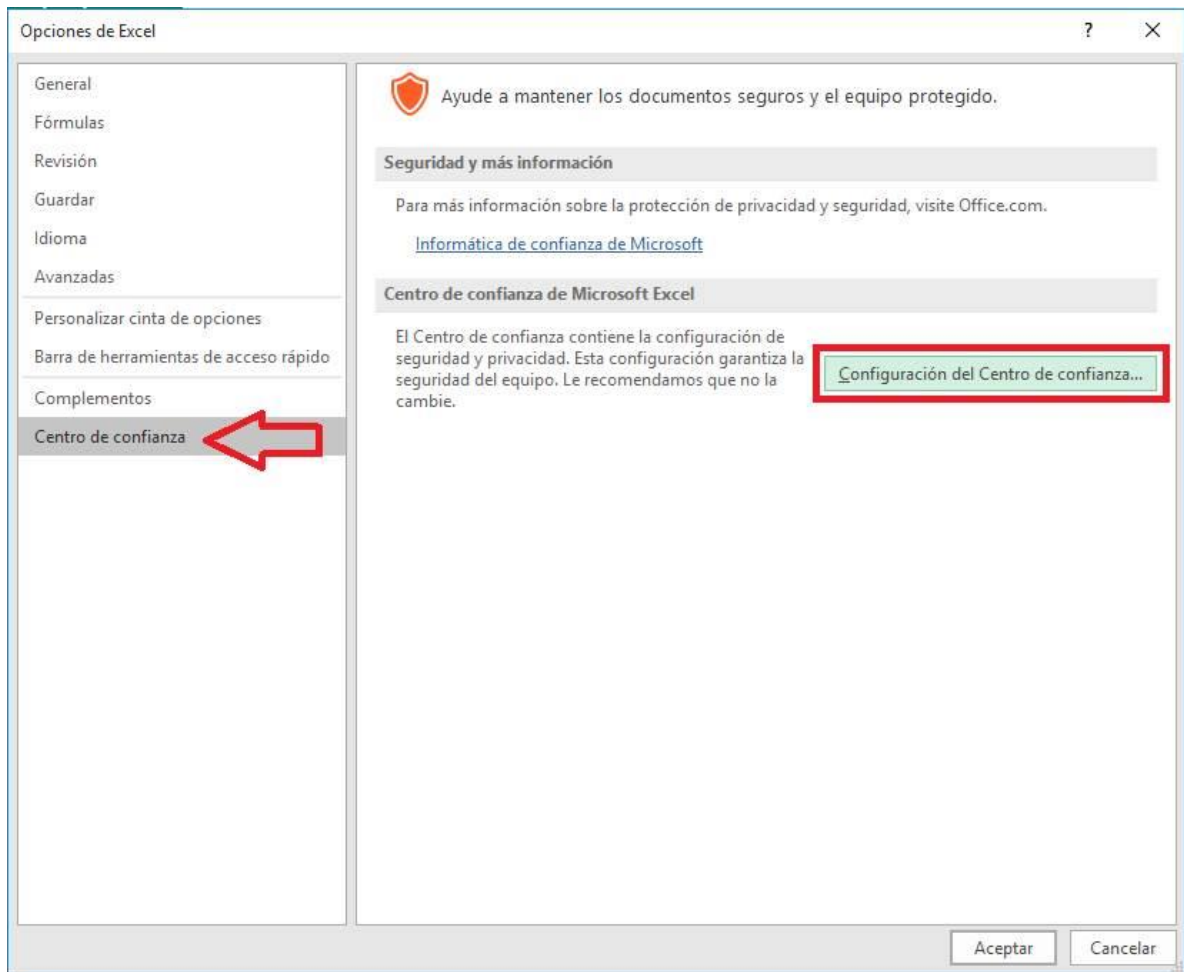 Opciones de Excel
?
General
Fórmulas
Revisión
Guardar
Idioma
Avanzadas
Personalizar cinta de opciones
Barra de herramientas de acceso rápido
Complementos
Centro de confianza
Ayude a mantener los documentos seguros y el equipo protegido.
Seguridad y más información
Para más información sobre la protección de privacidad y seguridad, visite Office.com.
Informática de confianza de Microsoft
Centro de confianza de Microsoft Excel
El Centro de confianza contiene la configuración de
seguridad y privacidad. Esta configuración garantiza la
seguridad del equipo. Le recomendamos que no la
cambie.
Configuración del Centro de confianza...
Aceptar
Cancelar